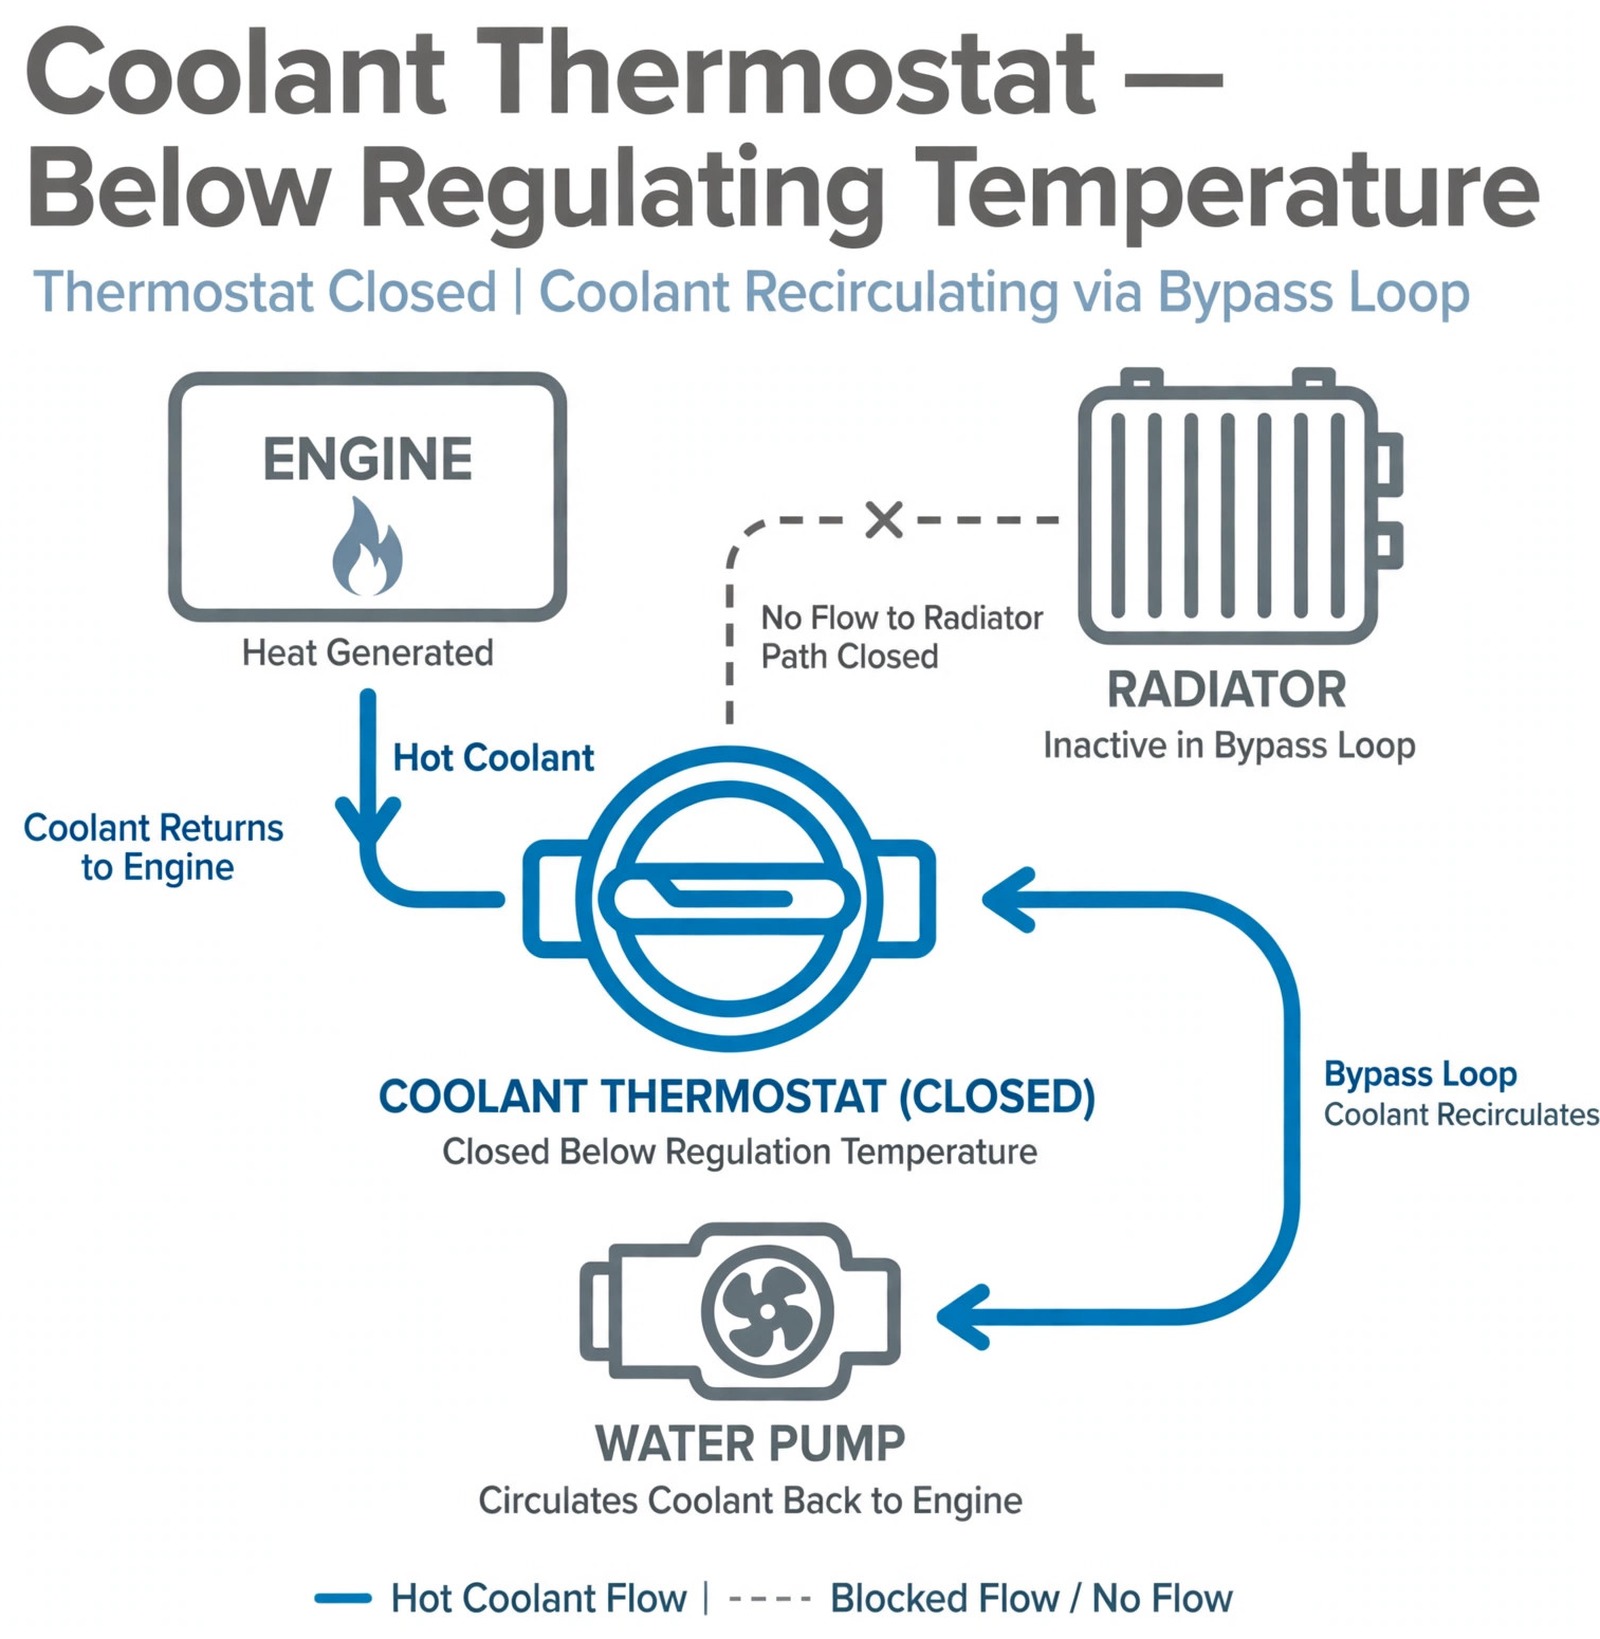 Coolant Thermostat —
Below Regulating Temperature
Thermostat Closed | Coolant Recirculating via Bypass Loop
ENGINE
Heat Generated
No Flow to Radiator
Path Closed
RADIATOR
Inactive in Bypass Loop
Hot Coolant
Coolant Returns
to Engine
COOLANT THERMOSTAT (CLOSED)
Closed Below Regulation Temperature
Bypass Loop
Coolant Recirculates
WATER PUMP
Circulates Coolant Back to Engine
Hot Coolant Flow | ---- Blocked Flow / No Flow